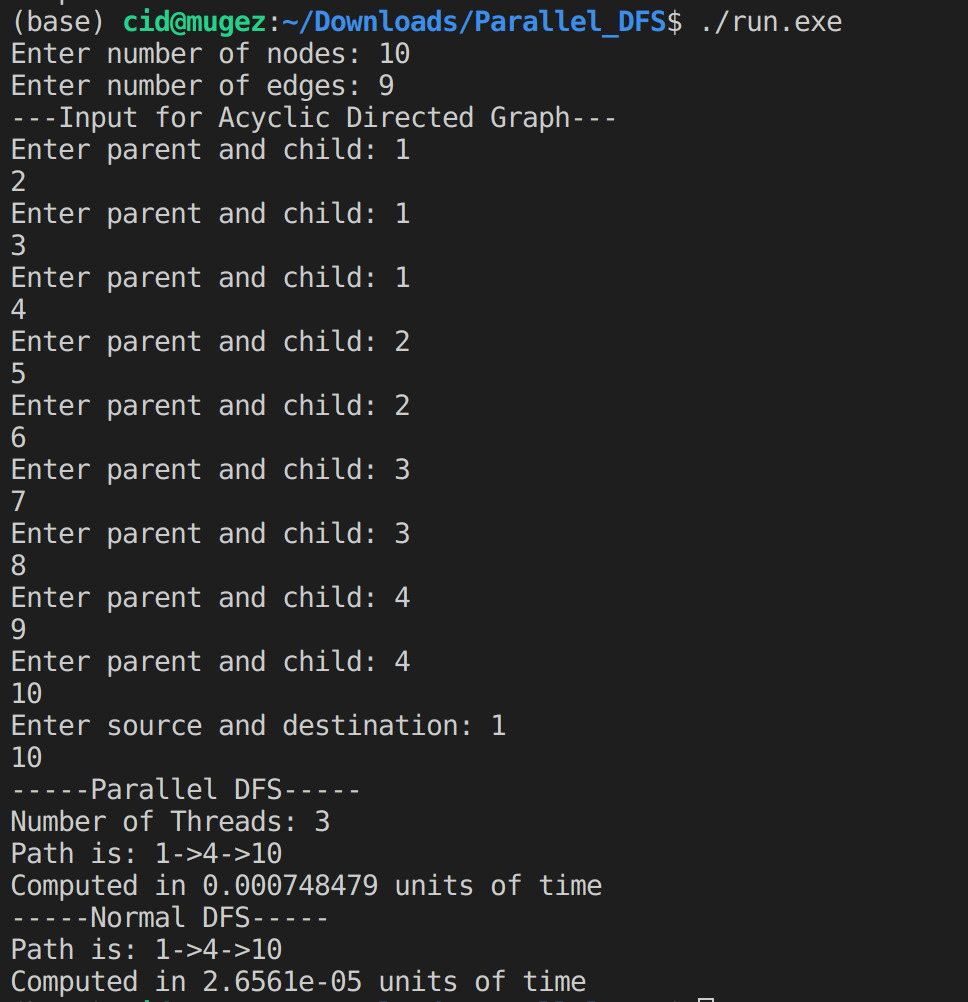 (base) cid@mugez:~/Downloads/Parallel_DFS$ ./run.exe
Enter number of nodes: 10
Enter number of edges: 9
---Input for Acyclic Directed Graph---
Enter parent and child: 1
2
Enter parent and child: 1
3
Enter parent and child: 1
4
Enter parent and child: 2
5
Enter parent and child: 2
6
Enter parent and child: 3
7
Enter parent and child: 3
8
Enter parent and child: 4
9
Enter parent and child: 4
10
Enter source and destination: 1
10
-----Parallel DFS-----
Number of Threads: 3
Path is: 1->4->10
Computed in 0.000748479 units of time
-----Normal DFS-----
Path is: 1->4->10
Computed in 2.6561e-05 units of time